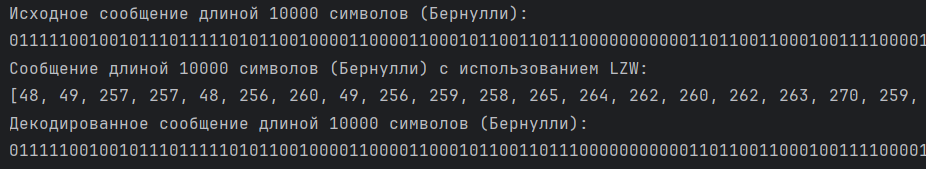 Исходное сообщение длиной 10000 символов (Бернулли):
01111100100101110111110101100100001100001100010110011011100000000000110110011000100111100001
Сообщение длиной 10000 символов (Бернулли) с использованием LZW:
[48, 49, 257, 257, 48, 256, 260, 49, 256, 259, 258, 265, 264, 262, 260, 262, 263, 270, 259,
Декодированное сообщение длиной 10000 символов (Бернулли):
01111100100101110111110101100100001100001100010110011011100000000000110110011000100111100001